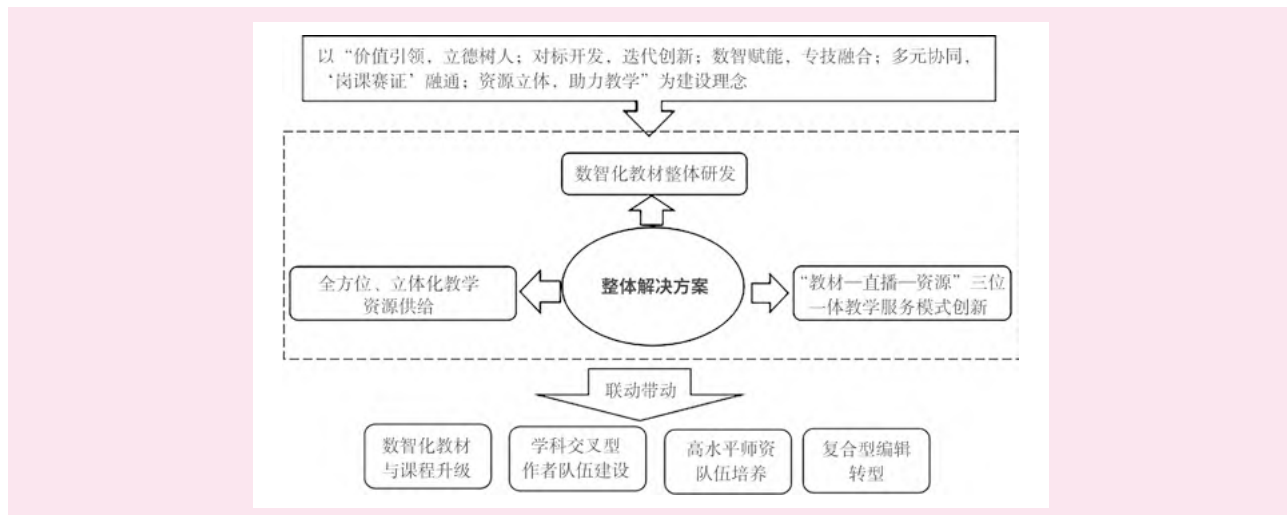 以“价值引领，立德树人；对标开发，迭代创新；数智赋能，专技融合；多元协同，
‘岗课赛证’融通；资源立体，助力教学”为建设理念
数智化教材整体研发
全方位、立体化教学
资源供给
整体解决方案
“教材—直播—资源”三位
一体教学服务模式创新
联动带动
数智化教材
与课程升级
学科交叉型
作者队伍建设
高水平师资
队伍培养
复合型编辑
转型